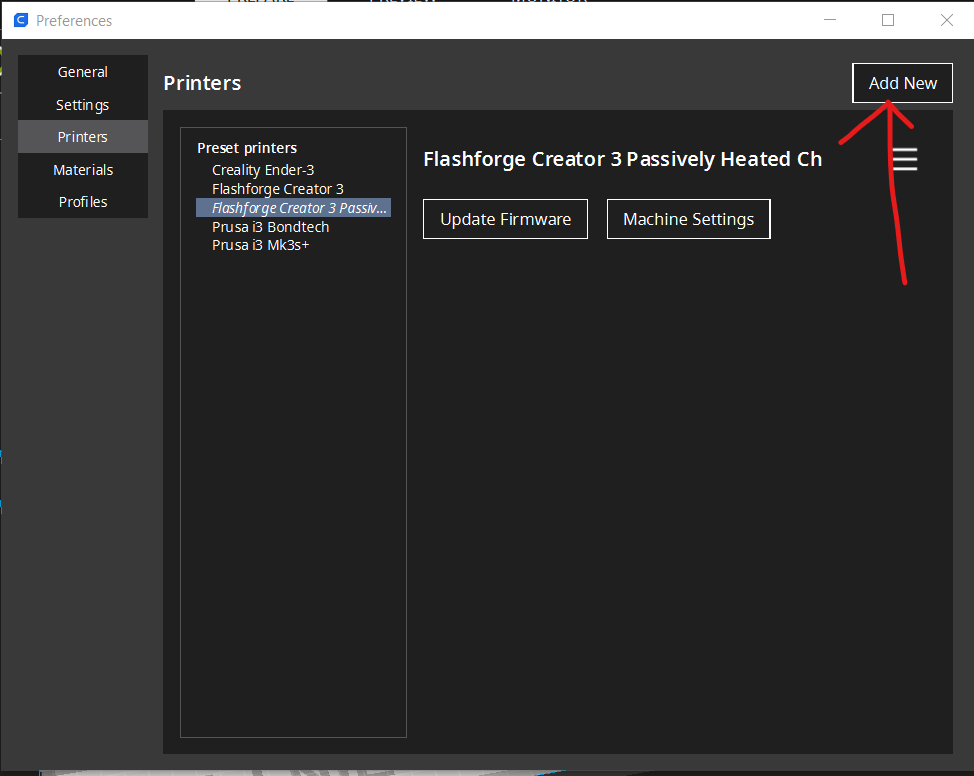 Preferences
General
Settings
Printers
Materials
Profiles
Printers
Add New
Preset printers
Creality Ender-3
Flashforge Creator 3
Flashforge Creator 3 Passiv...
Prusa i3 Bondtech
Prusa i3 Mk3s+
Flashforge Creator 3 Passively Heated Ch
Update Firmware
Machine Settings